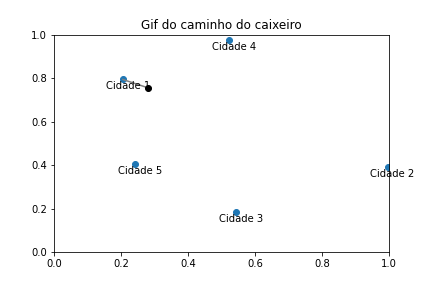 Gif do caminho do caixeiro
1.0
Cidade 4
0.8
Cidade 1
0.6
0.4
Cidade 5
Cidade 2
0.2
Cidade 3
0.0
0.0 0.2 0.4 0.6 0.8 1.0